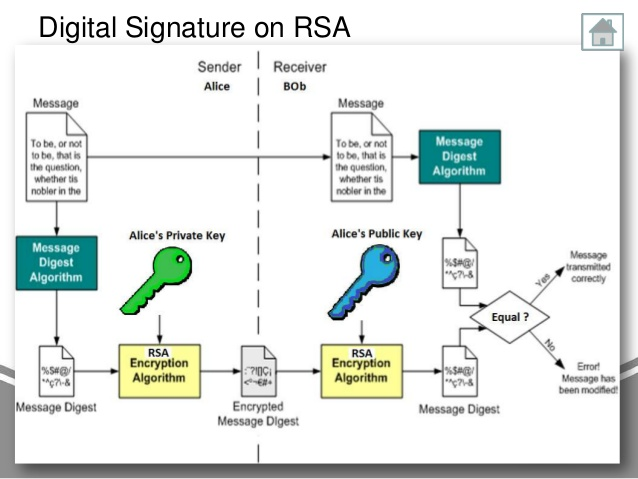 Digital Signature on RSA
Sender
Receiver
Alice
BOb
Message
To be, or not
to be, that is
the question,
whether tis
nobler in the
Message
To be, or not
to be, that is
the question,
whether tis
nobler in the
Message
Digest
Algorithm
Message
Digest
Algorithm
Alice's Private Key
Alice's Public Key
%$#@/
*^ç?\-&
Equal ?
Yes
Message
transmitted
correctly
No
Error!
Message has
been modified!
%$#@/
*^ç?\-&
Message Digest
RSA
Encryption
Algorithm
Encrypted
Message DIgest
RSA
Encryption
Algorithm
%$#@/
*^ç?\-&
Message Digest